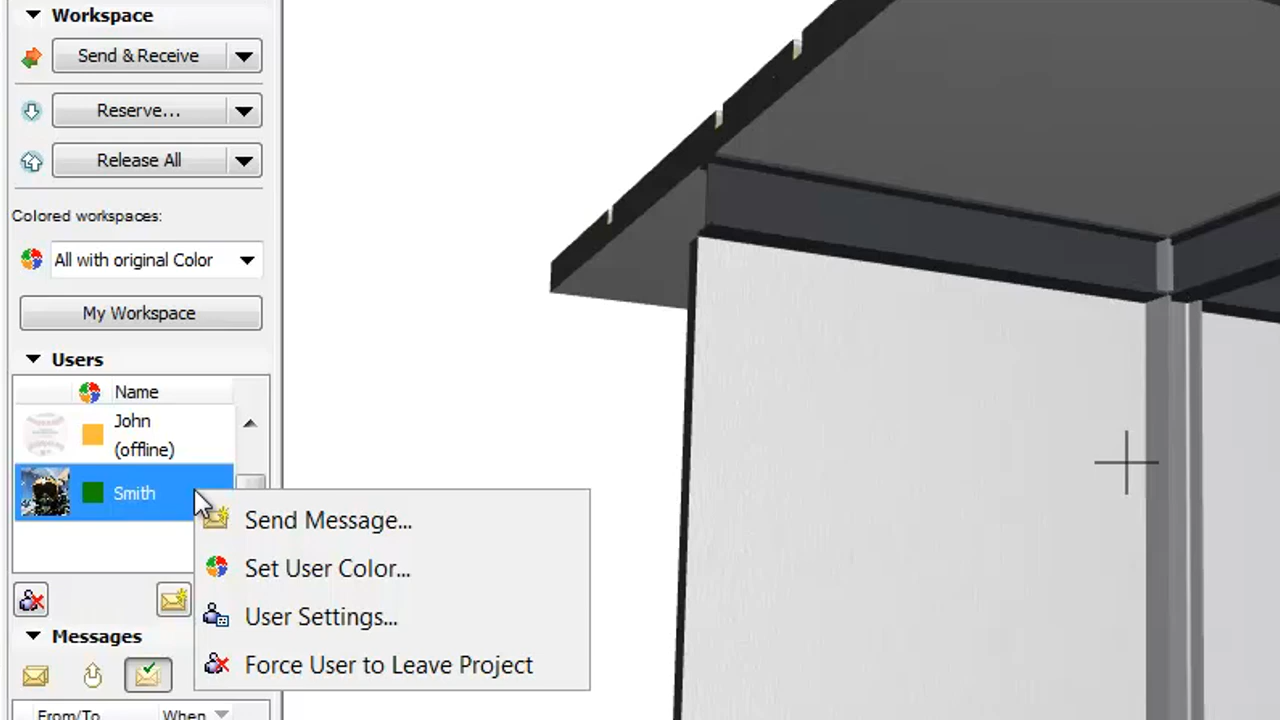 Workspace
Send & Receive
Reserve...
Release All
Colored workspaces:
All with original Color
My Workspace
Users
Name
John
(offline)
Smith
Send Message...
Set User Color...
User Settings...
Force User to Leave Project
Messages
From/To When